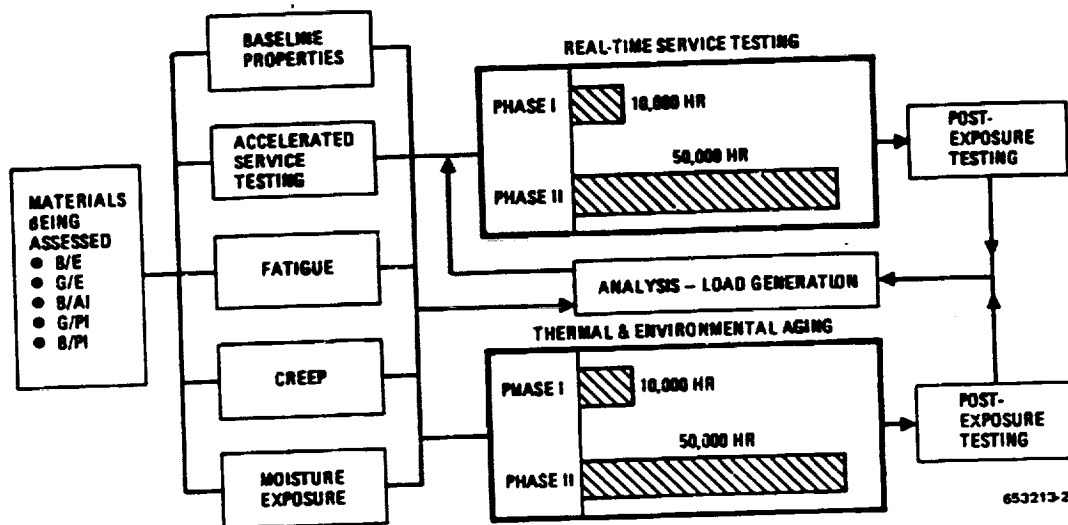 MATERIALS
BEING
ASSESSED
● B/E
● G/E
● B/Al
● G/PI
● B/PI
BASELINE
PROPERTIES
ACCELERATED
SERVICE
TESTING
FATIGUE
CREEP
MOISTURE
EXPOSURE
REAL-TIME SERVICE TESTING
PHASE I
10,000 HR
50,000 HR
PHASE II
POST-
EXPOSURE
TESTING
ANALYSIS – LOAD GENERATION
THERMAL & ENVIRONMENTAL AGING
PHASE I
10,000 HR
50,000 HR
PHASE II
POST-
EXPOSURE
TESTING
653213-2